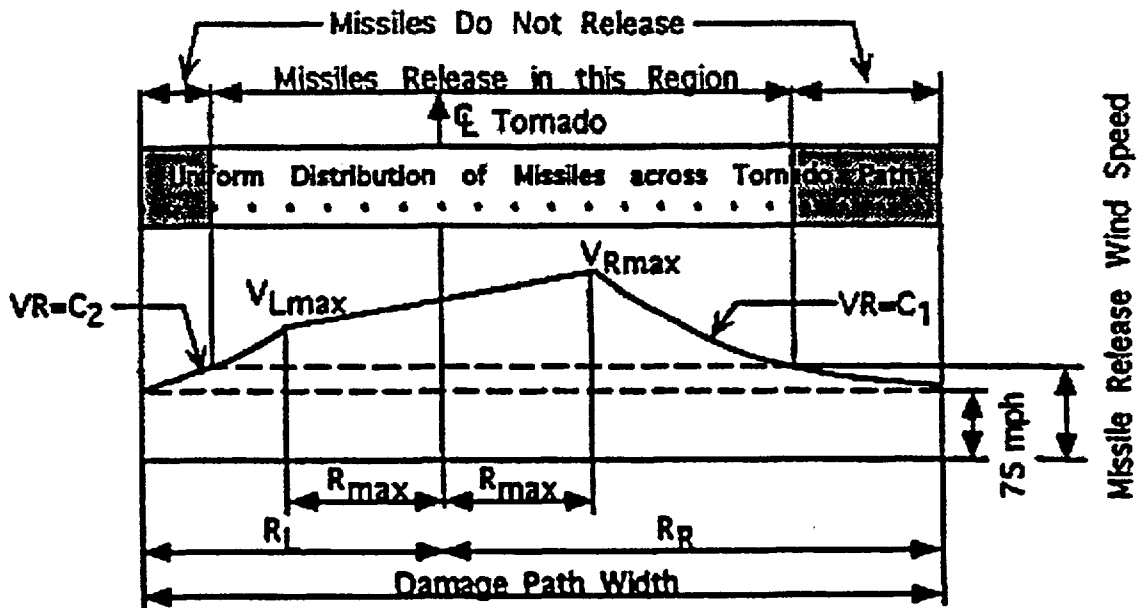 Missiles Do Not Release
Missiles Release in this Region
℄ Tornado
Uniform Distribution of Missiles across Tornado Path
VRmax
VLmax
VR=C2
VR=C1
Rmax
Rmax
75 mph
Missile Release Wind Speed
RL
RR
Damage Path Width